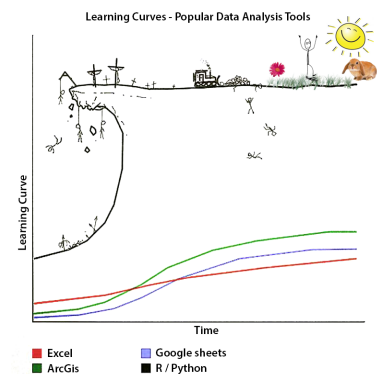 Learning Curves - Popular Data Analysis Tools
Learning Curve
Time
Excel
Google sheets
ArcGis
R / Python